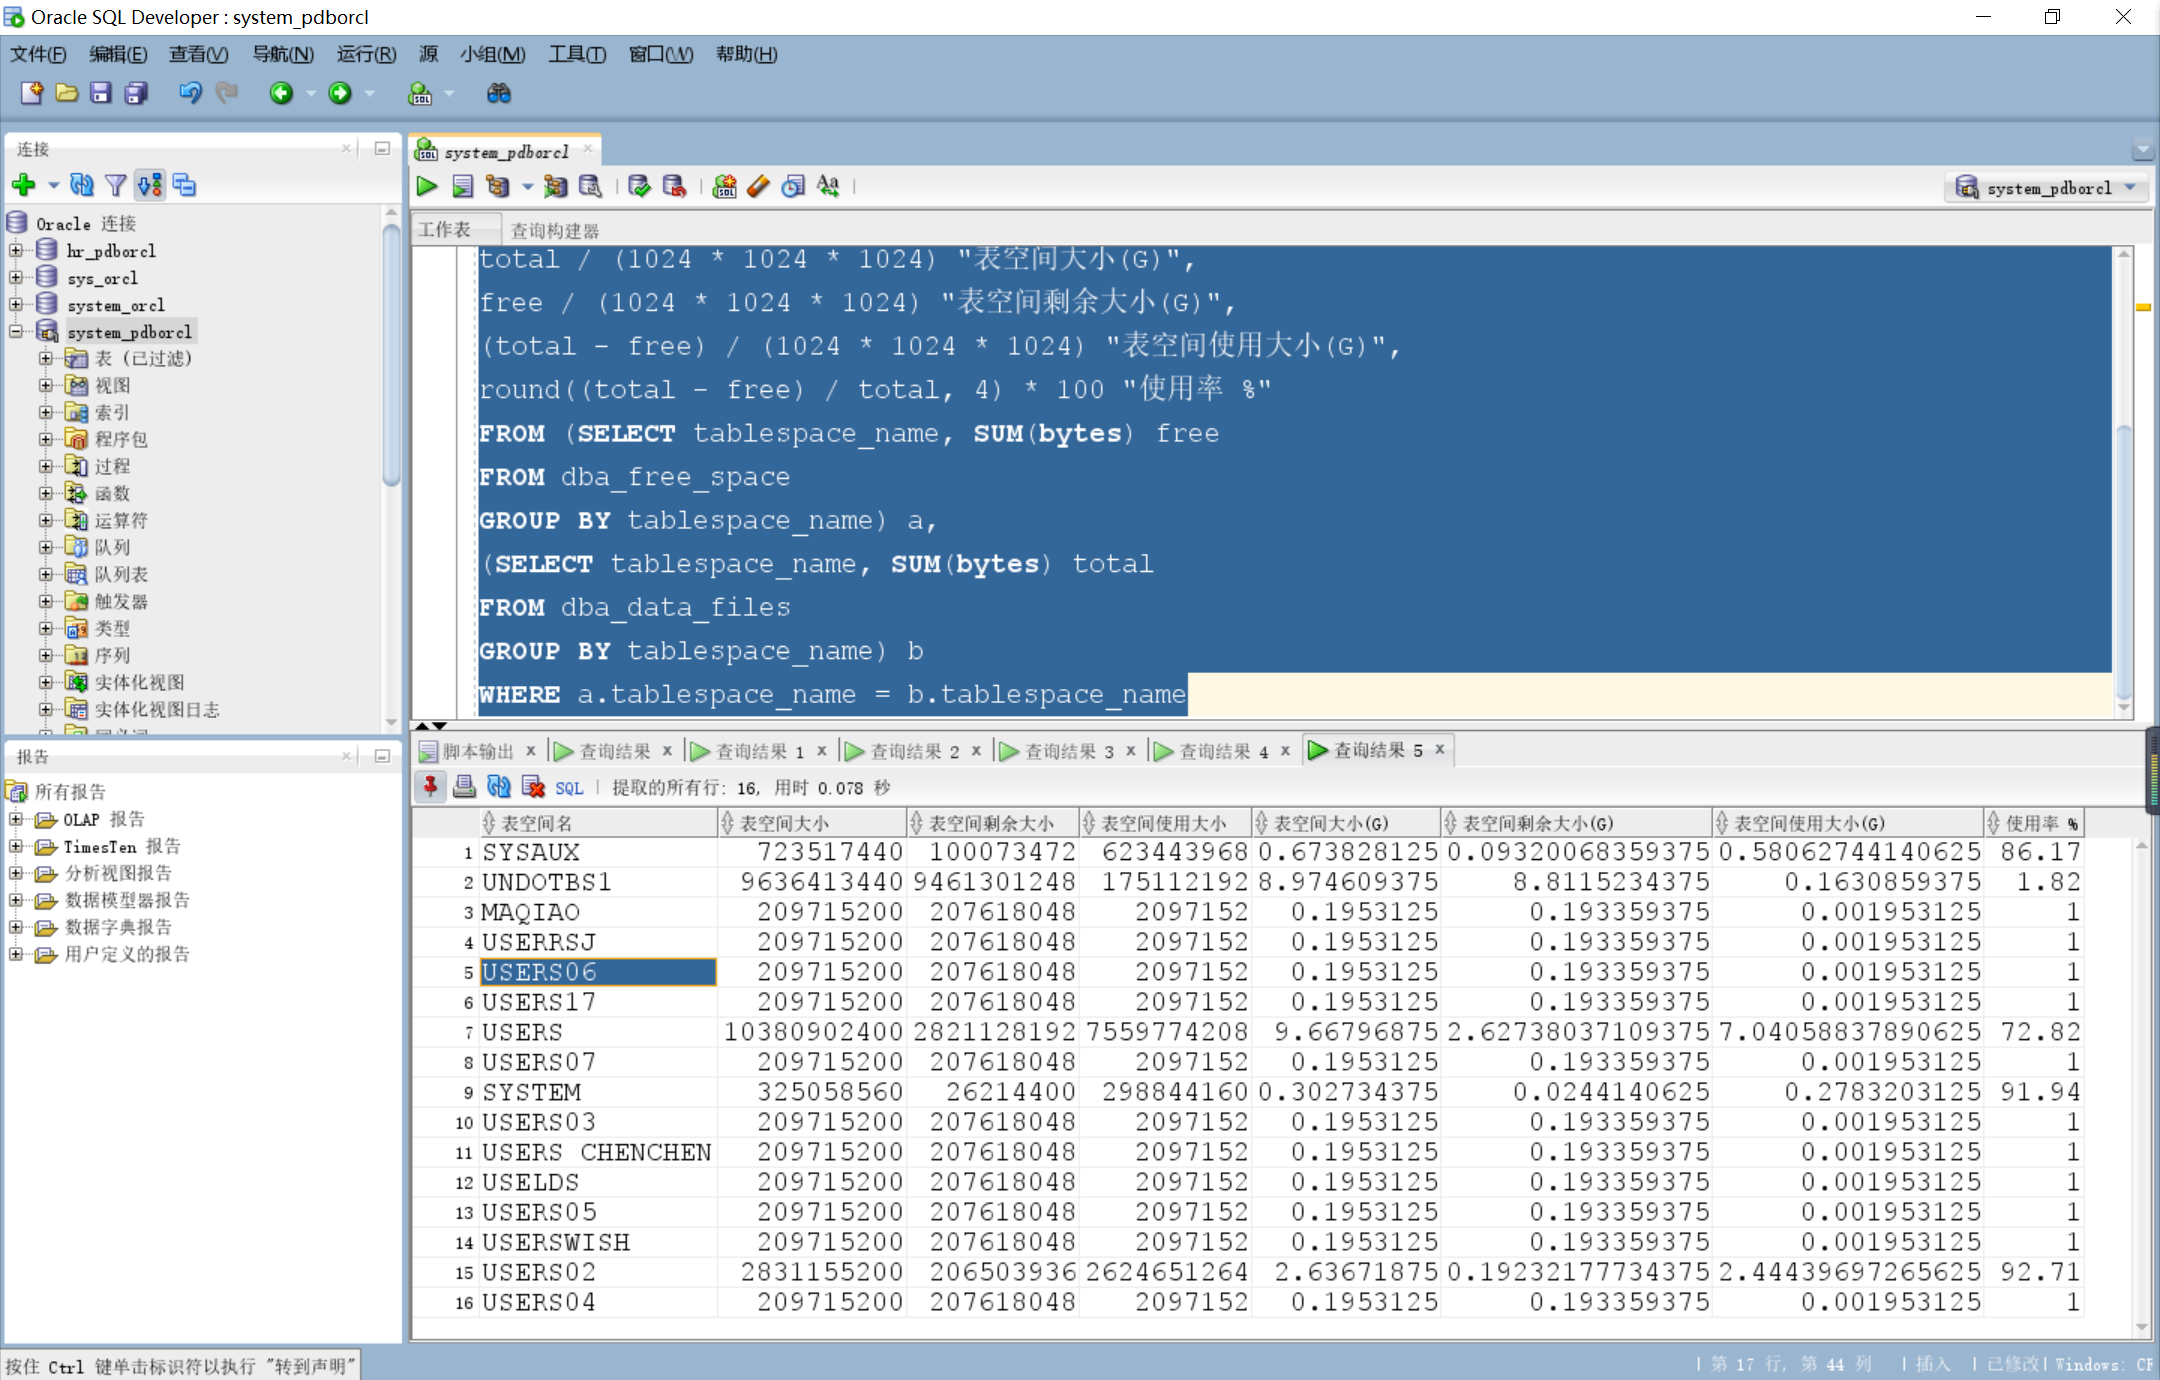 Oracle SQL Developer : system_pdborcl
文件(F) 编辑(E) 查看(V) 导航(N) 运行(R) 源 小组(M) 工具(T) 窗口(W) 帮助(H)
连接
Oracle 连接
hr_pdborcl
sys_orcl
system_orcl
system_pdborcl
表 (已过滤)
视图
索引
程序包
过程
函数
运算符
队列
队列表
触发器
类型
序列
实体化视图
实体化视图日志
报告
所有报告
OLAP 报告
TimesTen 报告
分析视图报告
数据模型器报告
数据字典报告
用户定义的报告
system_pdborcl
system_pdborcl
工作表 查询构建器
total / (1024 * 1024 * 1024) "表空间大小(G)",
free / (1024 * 1024 * 1024) "表空间剩余大小(G)",
(total - free) / (1024 * 1024 * 1024) "表空间使用大小(G)",
round((total - free) / total, 4) * 100 "使用率 %"
FROM (SELECT tablespace_name, SUM(bytes) free
FROM dba_free_space
GROUP BY tablespace_name) a,
(SELECT tablespace_name, SUM(bytes) total
FROM dba_data_files
GROUP BY tablespace_name) b
WHERE a.tablespace_name = b.tablespace_name
脚本输出 查询结果 查询结果 1 查询结果 2 查询结果 3 查询结果 4 查询结果 5
SQL 提取的所有行: 16, 用时 0.078 秒
表空间名 表空间大小 表空间剩余大小 表空间使用大小 表空间大小(G) 表空间剩余大小(G) 表空间使用大小(G) 使用率 %
1 SYSAUX 723517440 100073472 623443968 0.673828125 0.09320068359375 0.58062744140625 86.17
2 UNDOTBS1 9636413440 9461301248 175112192 8.974609375 8.8115234375 0.1630859375 1.82
3 MAQIAO 209715200 207618048 2097152 0.1953125 0.193359375 0.001953125 1
4 USERRSJ 209715200 207618048 2097152 0.1953125 0.193359375 0.001953125 1
5 USERS06 209715200 207618048 2097152 0.1953125 0.193359375 0.001953125 1
6 USERS17 209715200 207618048 2097152 0.1953125 0.193359375 0.001953125 1
7 USERS 10380902400 2821128192 7559774208 9.66796875 2.62738037109375 7.04058837890625 72.82
8 USERS07 209715200 207618048 2097152 0.1953125 0.193359375 0.001953125 1
9 SYSTEM 325058560 26214400 298844160 0.302734375 0.0244140625 0.2783203125 91.94
10 USERS03 209715200 207618048 2097152 0.1953125 0.193359375 0.001953125 1
11 USERS CHENCHEN 209715200 207618048 2097152 0.1953125 0.193359375 0.001953125 1
12 USELDS 209715200 207618048 2097152 0.1953125 0.193359375 0.001953125 1
13 USERS05 209715200 207618048 2097152 0.1953125 0.193359375 0.001953125 1
14 USERSWISH 209715200 207618048 2097152 0.1953125 0.193359375 0.001953125 1
15 USERS02 2831155200 206503936 2624651264 2.63671875 0.19232177734375 2.44439697265625 92.71
16 USERS04 209715200 207618048 2097152 0.1953125 0.193359375 0.001953125 1
按住 Ctrl 键单击标识符以执行 "转到声明"
第 17 行, 第 44 列 插入 已修改 Windows: